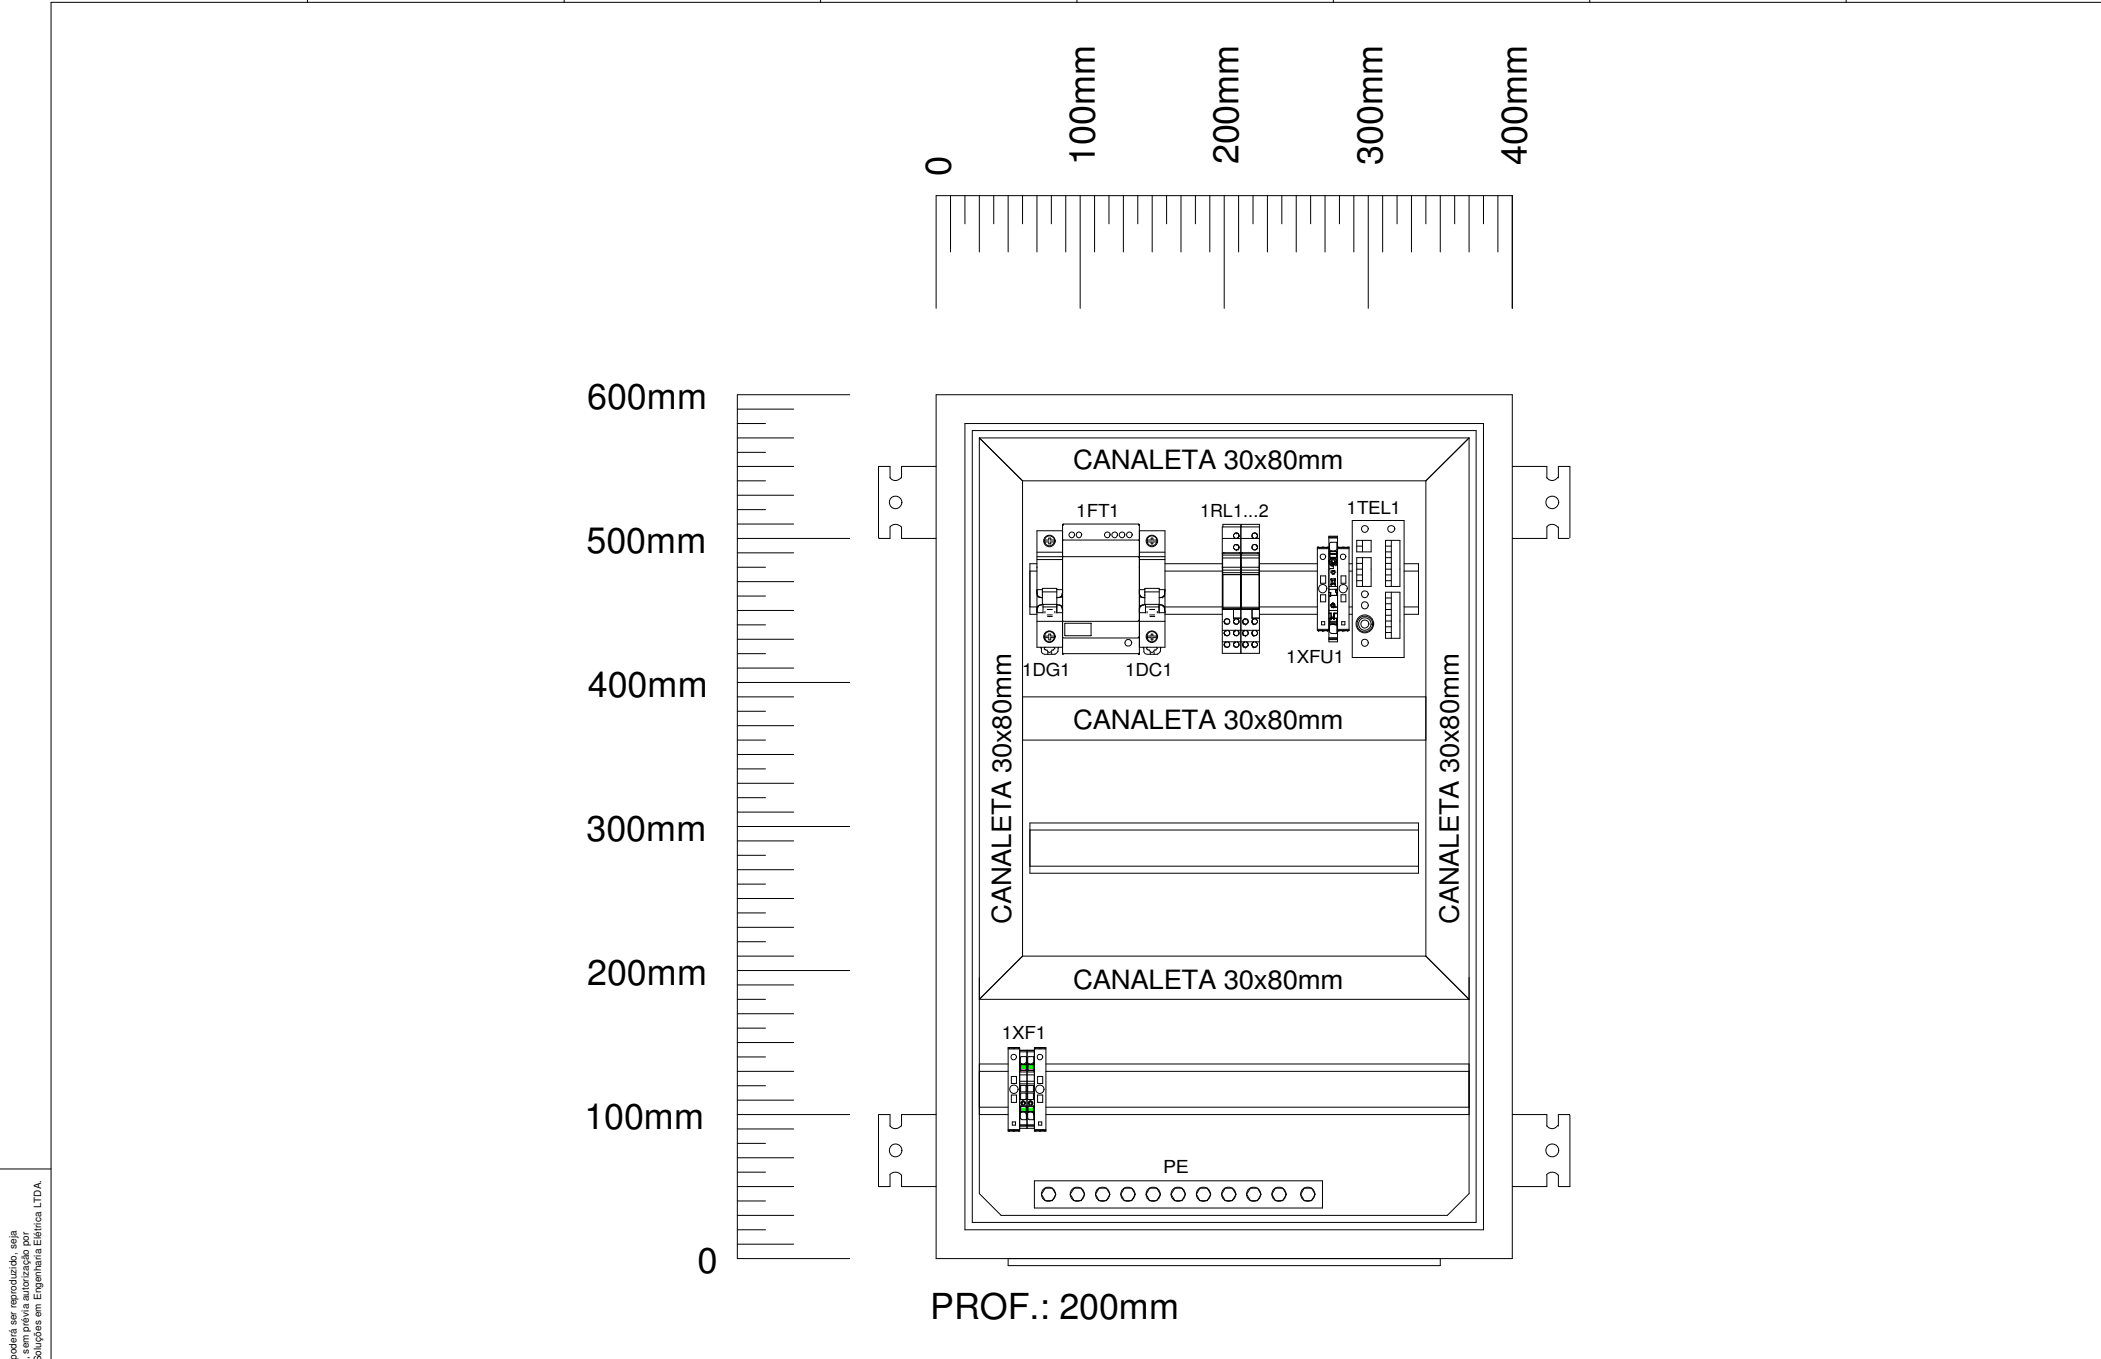 0
100mm
200mm
300mm
400mm
600mm
500mm
400mm
300mm
200mm
100mm
0
CANALETA 30x80mm
1FT1
1RL1...2
1TEL1
1DG1
1DC1
1XFU1
CANALETA 30x80mm
CANALETA 30x80mm
CANALETA 30x80mm
CANALETA 30x80mm
1XF1
PE
PROF.: 200mm
poderá ser reproduzido, seja
, sem prévia autorização por
Soluções em Engenharia Elétrica LTDA.